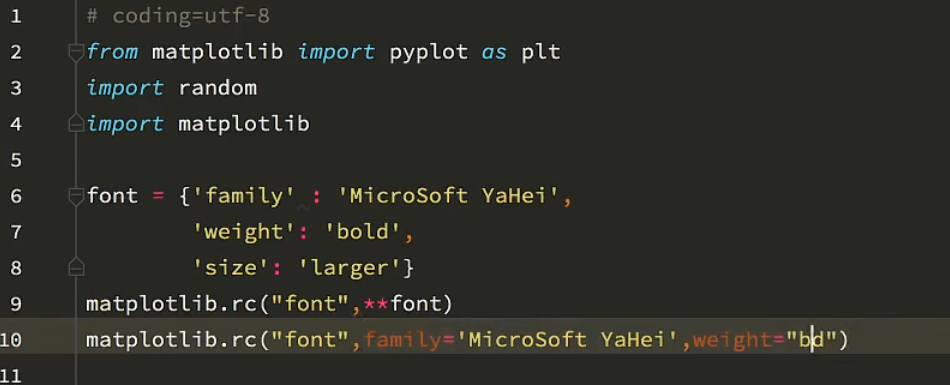 1 # coding=utf-8
2 from matplotlib import pyplot as plt
3 import random
4 import matplotlib
5
6 font = {'family' : 'MicroSoft YaHei',
7         'weight': 'bold',
8         'size': 'larger'}
9 matplotlib.rc("font",**font)
10 matplotlib.rc("font",family='MicroSoft YaHei',weight="bd")
11